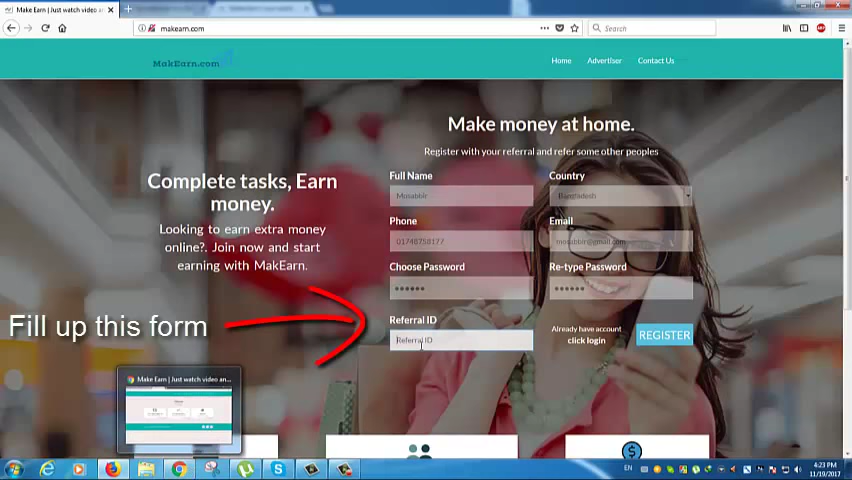 Make Earn | Just watch video an
makearn.com
Search
MakEarn.com
Home
Advertiser
Contact Us
Make money at home.
Register with your referral and refer some other peoples
Complete tasks, Earn
money.
Looking to earn extra money
online?. Join now and start
earning with MakEarn.
Full Name
Country
Mosabbir
Bangladesh
Phone
Email
01748758177
mosabbir@gmail.com
Choose Password
Re-type Password
Referral ID
Referral ID
Already have account
click login
REGISTER
Fill up this form
Make Earn | Just watch video an...
EN
4:23 PM
11/19/2017